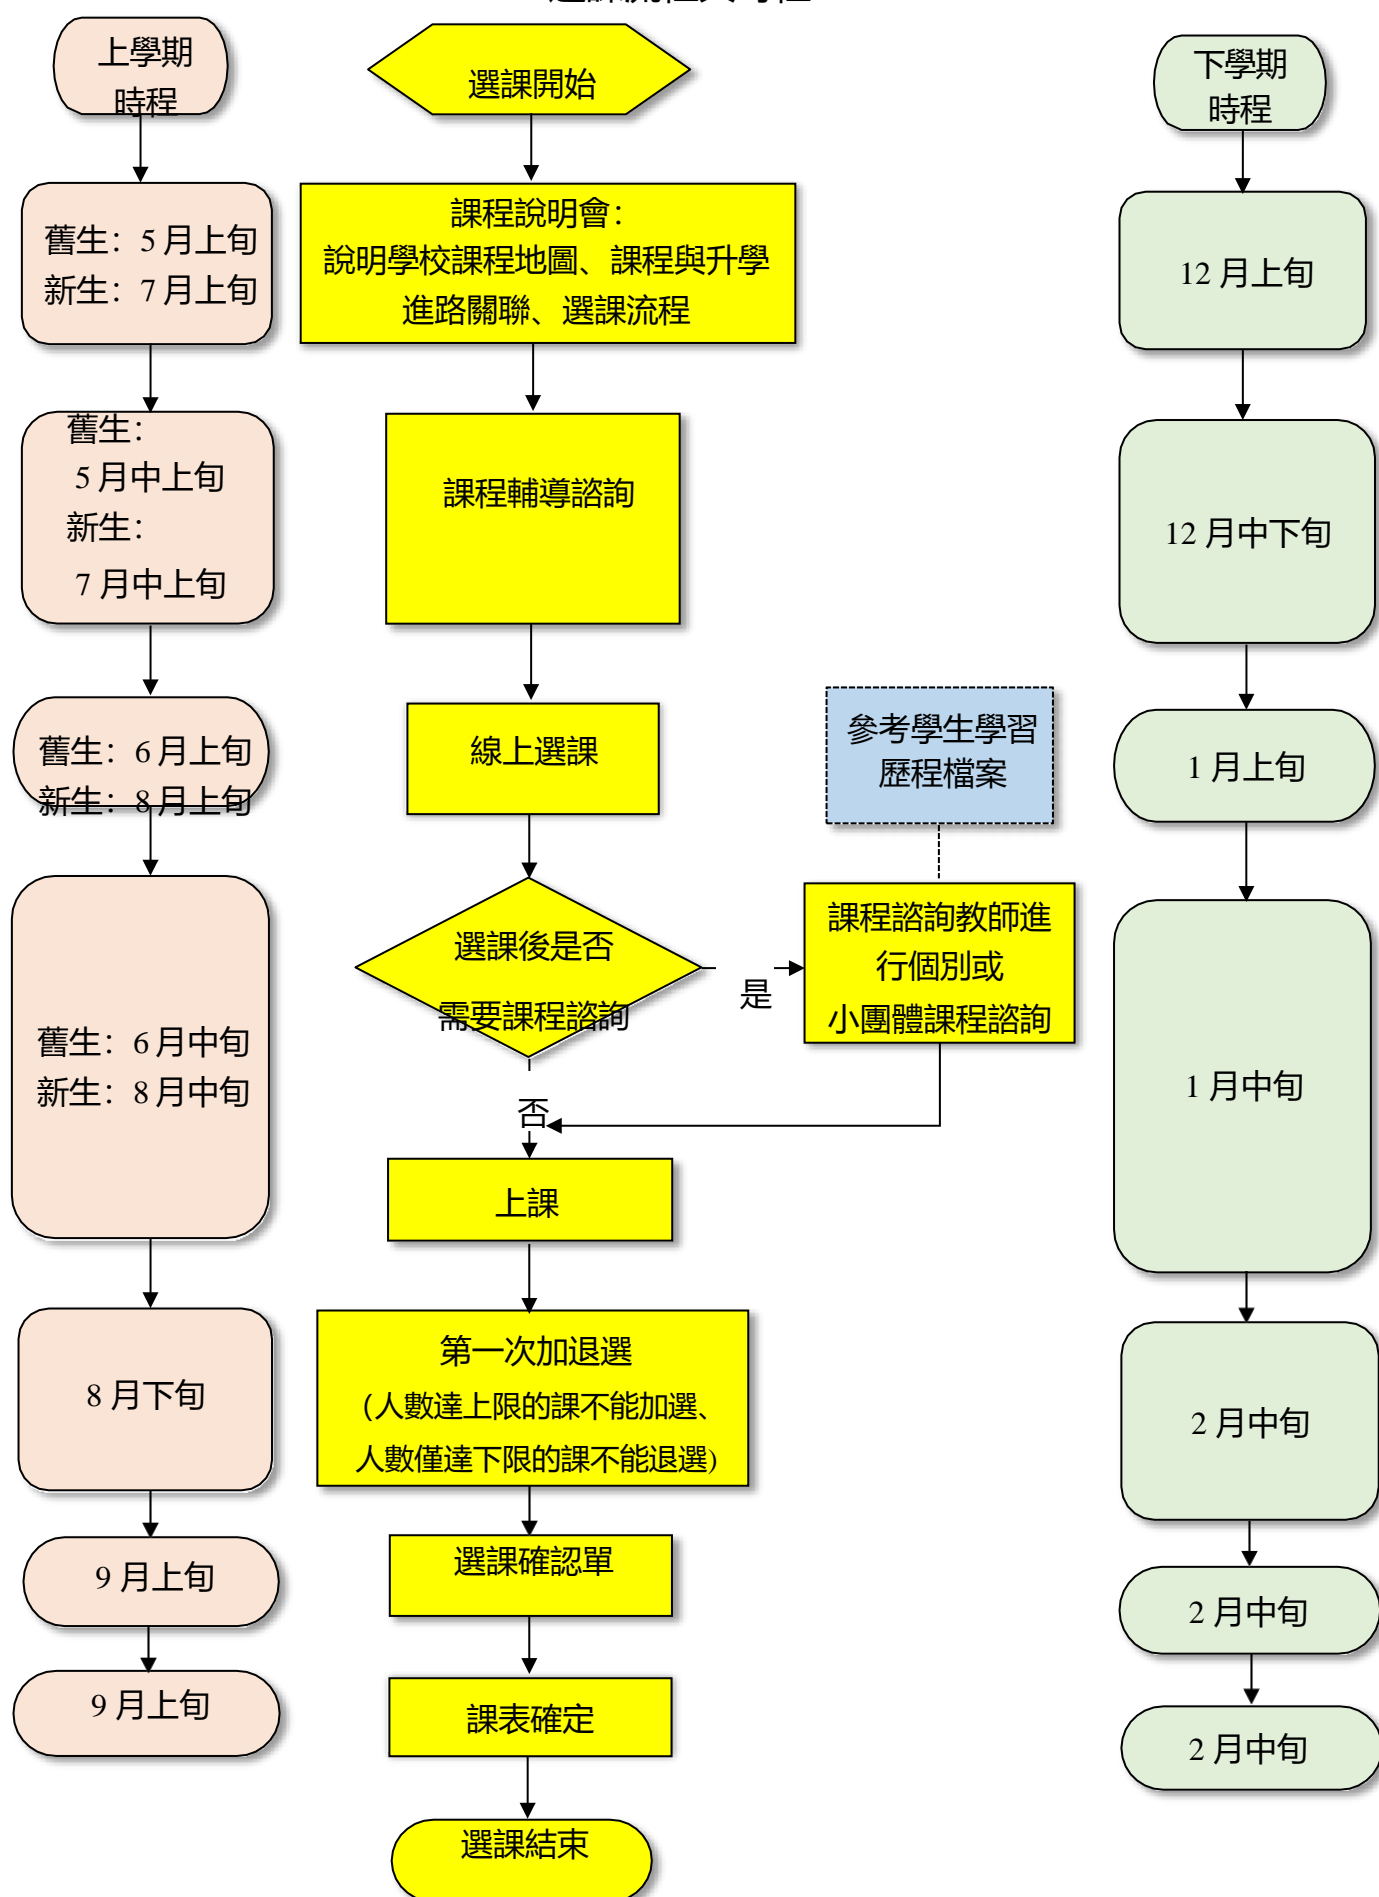 選課流程與時程
上學期
時程
舊生：5 月上旬
新生：7 月上旬
舊生：
5 月中上旬
新生：
7 月中上旬
舊生：6 月上旬
新生：8 月上旬
舊生：6 月中旬
新生：8 月中旬
8 月下旬
9 月上旬
9 月上旬
選課開始
課程說明會：
說明學校課程地圖、課程與升學
進路關聯、選課流程
課程輔導諮詢
線上選課
選課後是否
需要課程諮詢
是
參考學生學習
歷程檔案
課程諮詢教師進
行個別或
小團體課程諮詢
否
上課
第一次加退選
（人數達上限的課不能加選、
人數僅達下限的課不能退選)
選課確認單
課表確定
選課結束
下學期
時程
12 月上旬
12 月中下旬
1 月上旬
1 月中旬
2 月中旬
2 月中旬
2 月中旬